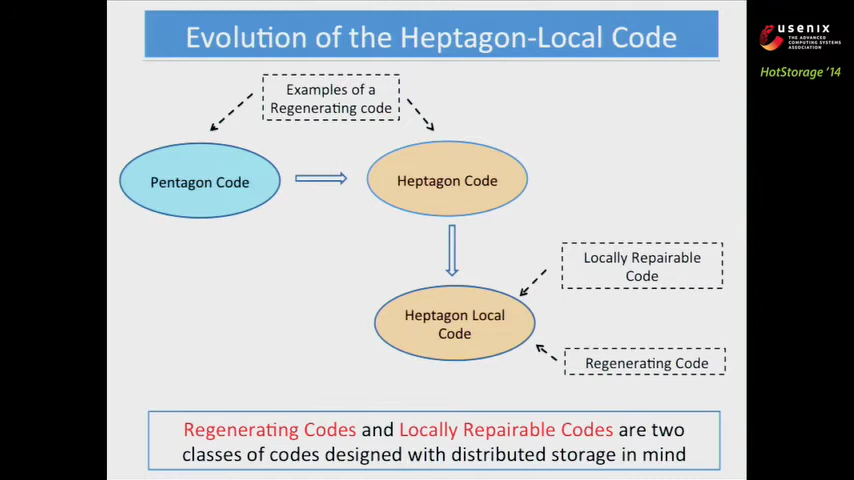 Evolution of the Heptagon-Local Code
usenix
THE ADVANCED
COMPUTING SYSTEMS
ASSOCIATION
HotStorage '14
Examples of a
Regenerating code
Pentagon Code
Heptagon Code
Locally Repairable
Code
Heptagon Local
Code
Regenerating Code
Regenerating Codes and Locally Repairable Codes are two
classes of codes designed with distributed storage in mind